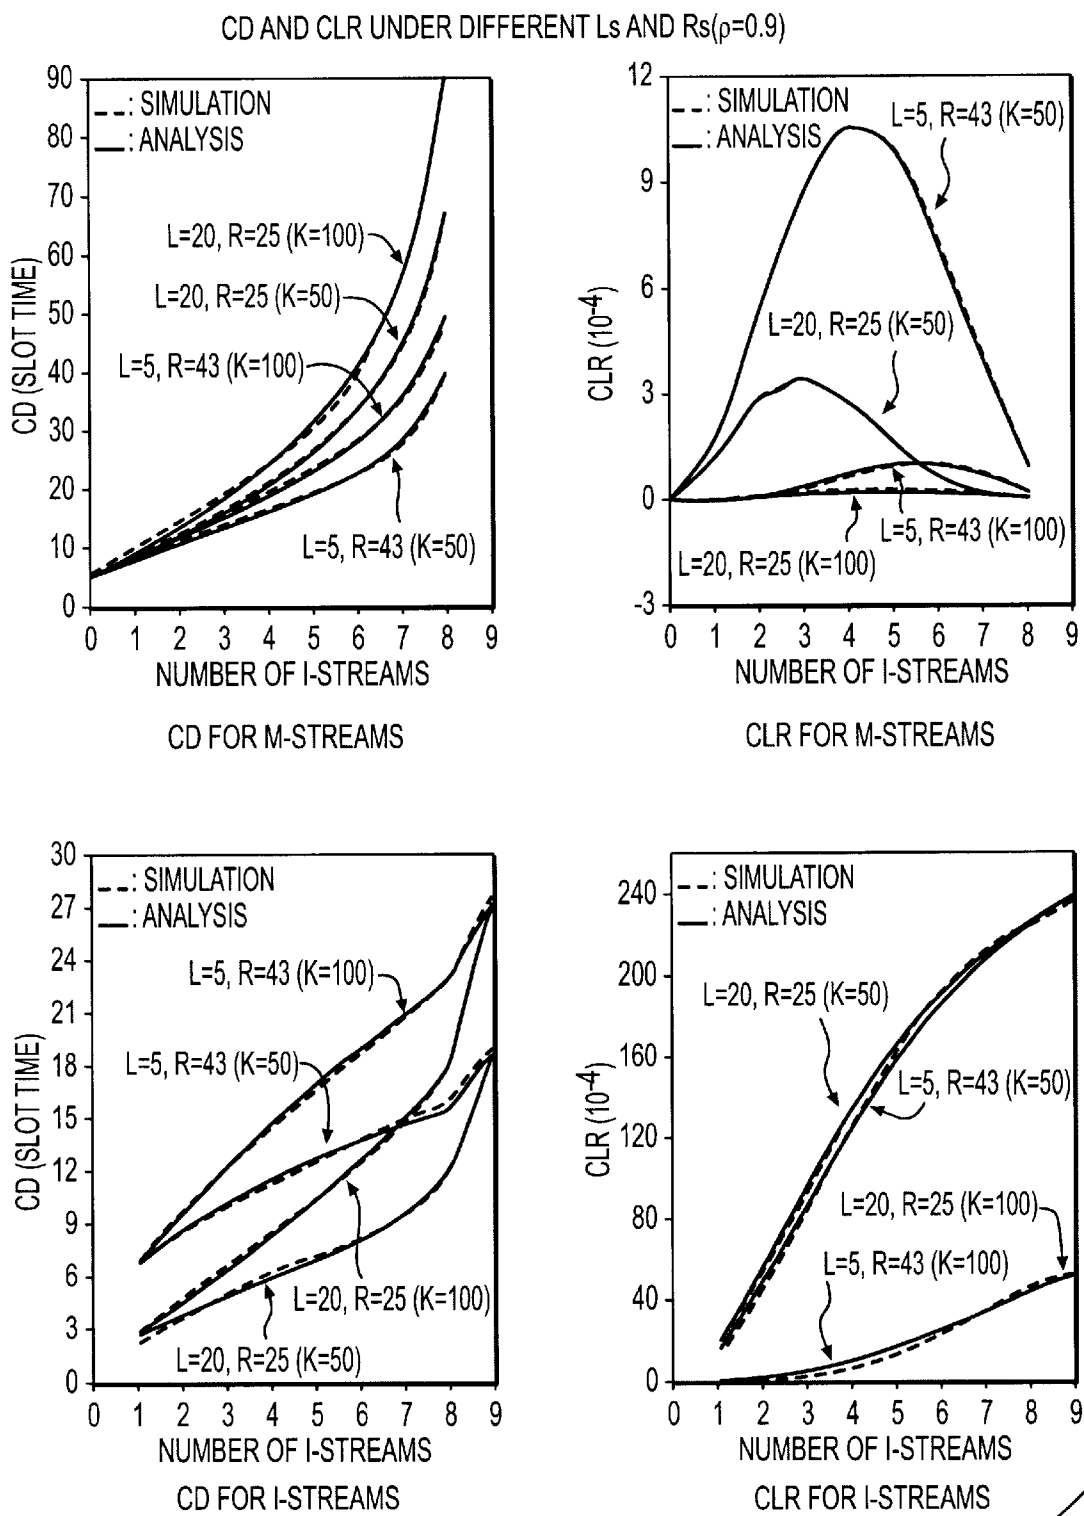 CD AND CLR UNDER DIFFERENT Ls AND Rs(ρ=0.9)
90
80
70
60
50
40
30
20
10
0
CD (SLOT TIME)
: SIMULATION
: ANALYSIS
L=20, R=25 (K=100)
L=20, R=25 (K=50)
L=5, R=43 (K=100)
L=5, R=43 (K=50)
0 1 2 3 4 5 6 7 8 9
NUMBER OF I-STREAMS
CD FOR M-STREAMS
12
9
6
3
0
-3
CLR (10-4)
: SIMULATION
: ANALYSIS
L=5, R=43 (K=50)
L=20, R=25 (K=50)
L=5, R=43 (K=100)
L=20, R=25 (K=100)
0 1 2 3 4 5 6 7 8 9
NUMBER OF I-STREAMS
CLR FOR M-STREAMS
30
27
24
21
18
15
12
9
6
3
0
CD (SLOT TIME)
: SIMULATION
: ANALYSIS
L=5, R=43 (K=100)
L=5, R=43 (K=50)
L=20, R=25 (K=100)
L=20, R=25 (K=50)
0 1 2 3 4 5 6 7 8 9
NUMBER OF I-STREAMS
CD FOR I-STREAMS
240
200
160
120
80
40
0
CLR (10-4)
: SIMULATION
: ANALYSIS
L=20, R=25 (K=50)
L=5, R=43 (K=50)
L=20, R=25 (K=100)
L=5, R=43 (K=100)
0 1 2 3 4 5 6 7 8 9
NUMBER OF I-STREAMS
CLR FOR I-STREAMS